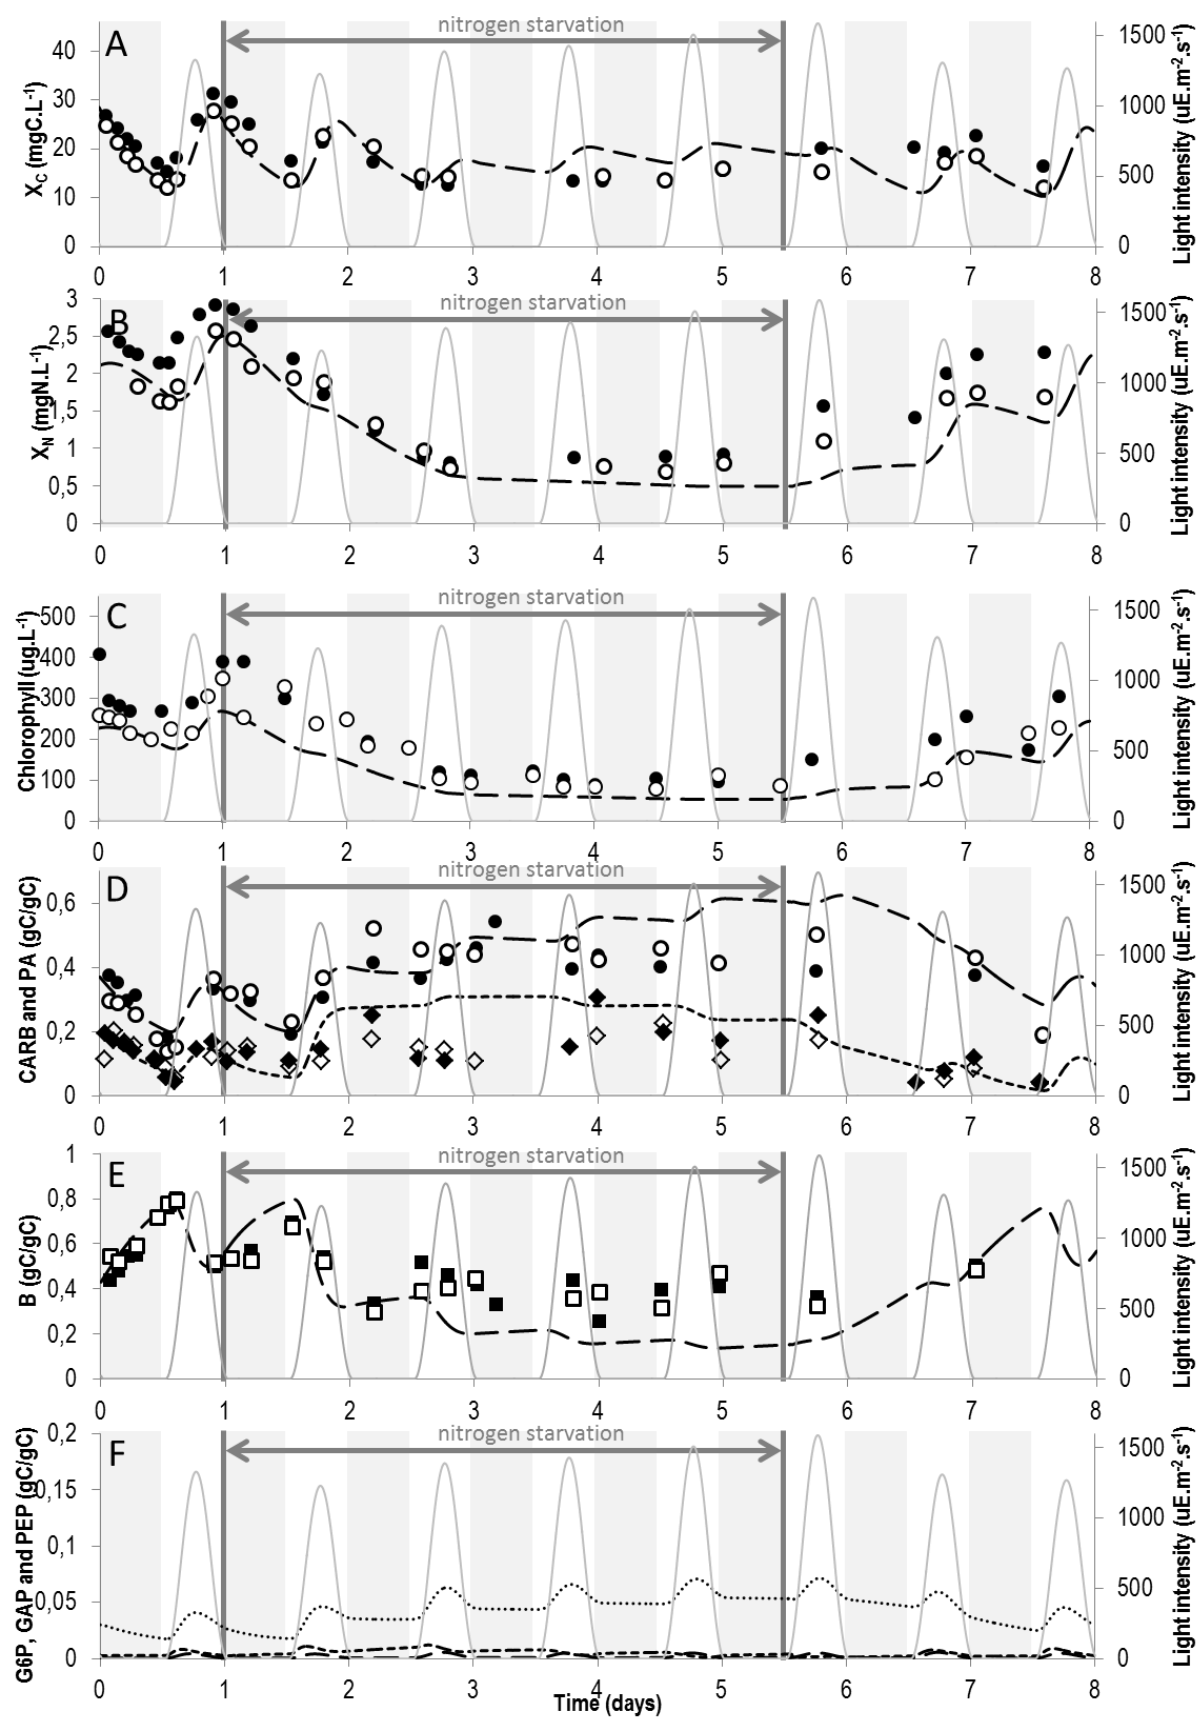 A
nitrogen starvation
X_C (mgC.L⁻¹)
40
30
20
10
0
1500
1000
500
0
Light intensity (uE.m⁻².s⁻¹)
0 1 2 3 4 5 6 7 8
B
nitrogen starvation
X_N (mgN.L⁻¹)
3
2,5
2
1,5
1
0,5
0
1500
1000
500
0
Light intensity (uE.m⁻².s⁻¹)
0 1 2 3 4 5 6 7 8
C
nitrogen starvation
Chlorophyll (ug.L⁻¹)
500
400
300
200
100
0
1500
1000
500
0
Light intensity (uE.m⁻².s⁻¹)
0 1 2 3 4 5 6 7 8
D
nitrogen starvation
CARB and PA (gC/gC)
0,6
0,4
0,2
0
1500
1000
500
0
Light intensity (uE.m⁻².s⁻¹)
0 1 2 3 4 5 6 7 8
E
nitrogen starvation
B (gC/gC)
1
0,8
0,6
0,4
0,2
0
1500
1000
500
0
Light intensity (uE.m⁻².s⁻¹)
0 1 2 3 4 5 6 7 8
F
nitrogen starvation
G6P, GAP and PEP (gC/gC)
0,2
0,15
0,1
0,05
0
1500
1000
500
0
Light intensity (uE.m⁻².s⁻¹)
0 1 2 3 4 5 6 7 8
Time (days)